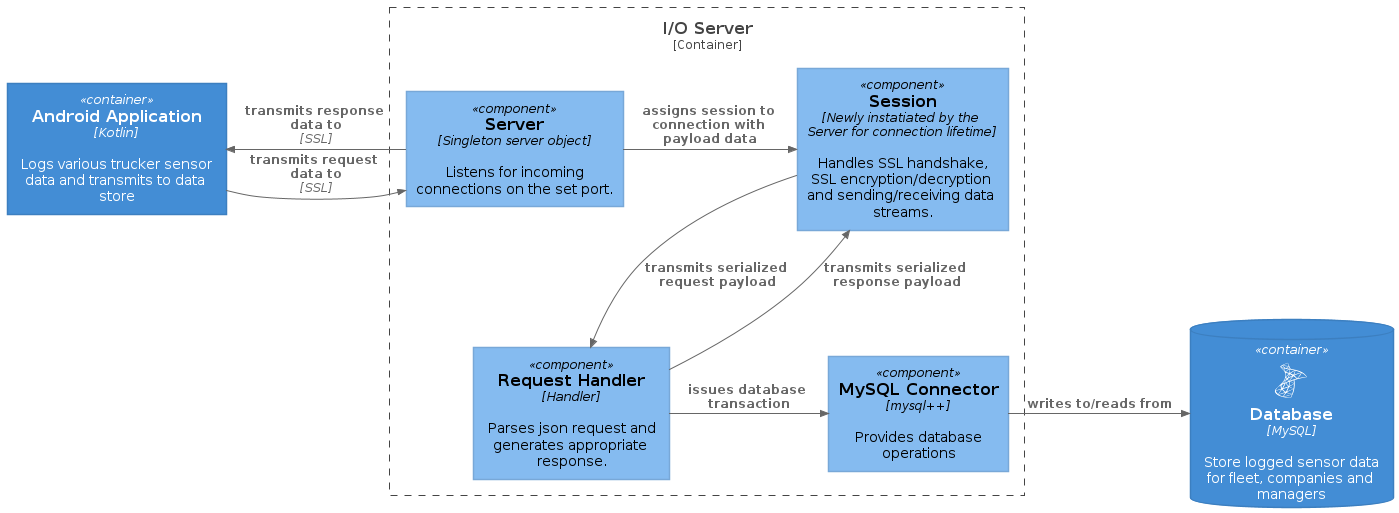 I/O Server
[Container]
«container»
Android Application
[Kotlin]
Logs various trucker sensor
data and transmits to data
store
transmits response
data to
[SSL]
transmits request
data to
[SSL]
«component»
Server
[Singleton server object]
Listens for incoming
connections on the set port.
assigns session to
connection with
payload data
«component»
Session
[Newly instatiated by the
Server for connection lifetime]
Handles SSL handshake,
SSL encryption/decryption
and sending/receiving data
streams.
transmits serialized
request payload
transmits serialized
response payload
«component»
Request Handler
[Handler]
Parses json request and
generates appropriate
response.
issues database
transaction
«component»
MySQL Connector
[mysql++]
Provides database
operations
writes to/reads from
«container»
Database
[MySQL]
Store logged sensor data
for fleet, companies and
managers